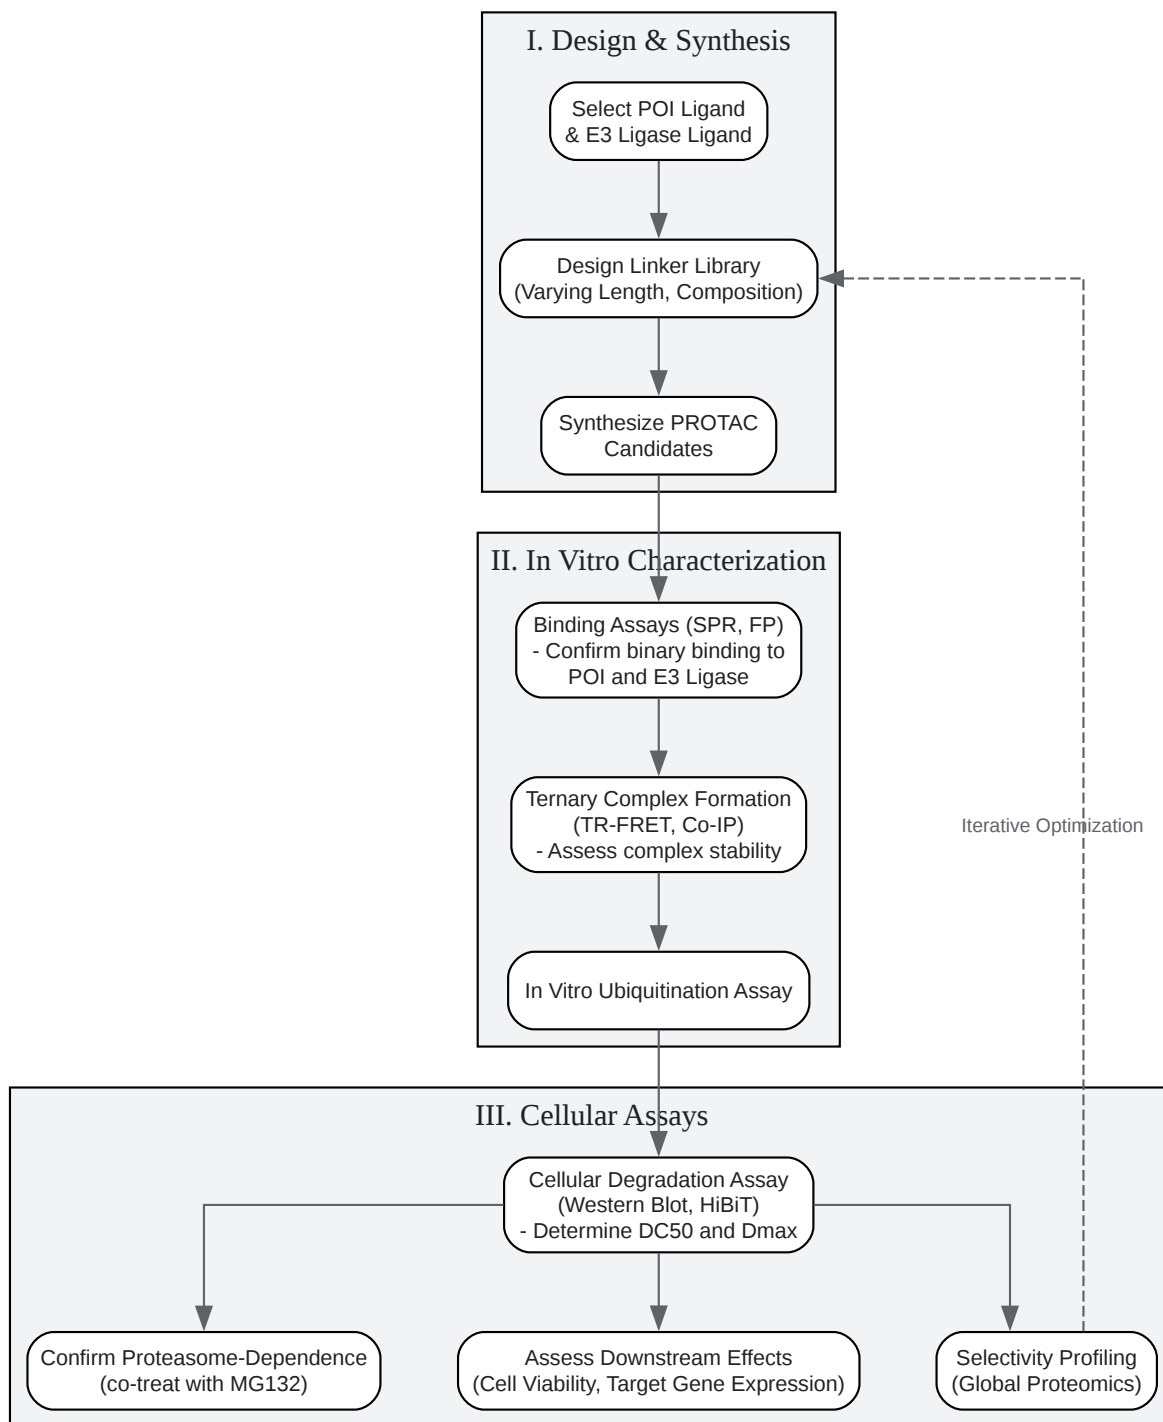 I. Design & Synthesis
Select POI Ligand
& E3 Ligase Ligand
Design Linker Library
(Varying Length, Composition)
Synthesize PROTAC
Candidates
II. In Vitro Characterization
Binding Assays (SPR, FP)
- Confirm binary binding to
POI and E3 Ligase
Ternary Complex Formation
(TR-FRET, Co-IP)
- Assess complex stability
Iterative Optimization
In Vitro Ubiquitination Assay
III. Cellular Assays
Cellular Degradation Assay
(Western Blot, HiBiT)
- Determine DC50 and Dmax
Confirm Proteasome-Dependence
(co-treat with MG132)
Assess Downstream Effects
(Cell Viability, Target Gene Expression)
Selectivity Profiling
(Global Proteomics)